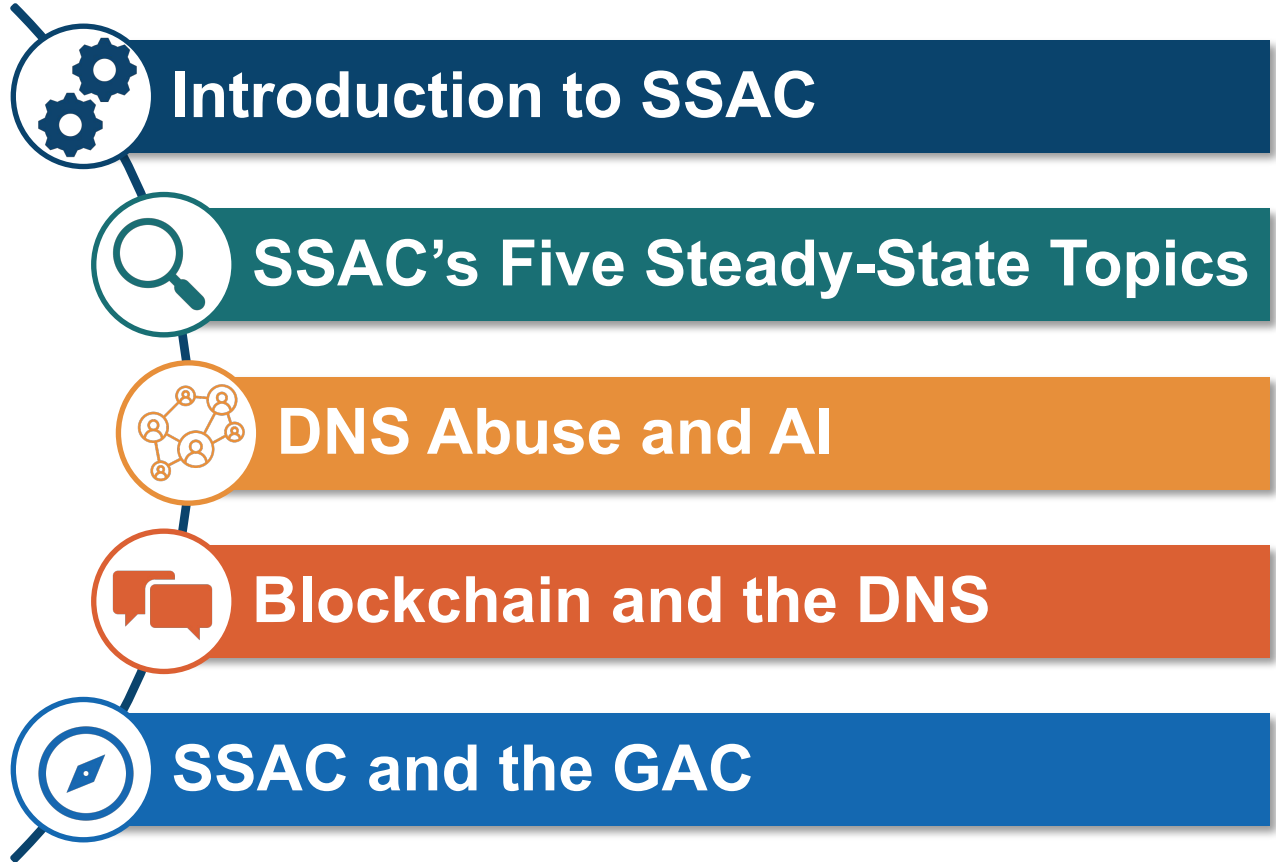 Introduction to SSAC
SSAC’s Five Steady-State Topics
DNS Abuse and AI
Blockchain and the DNS
SSAC and the GAC